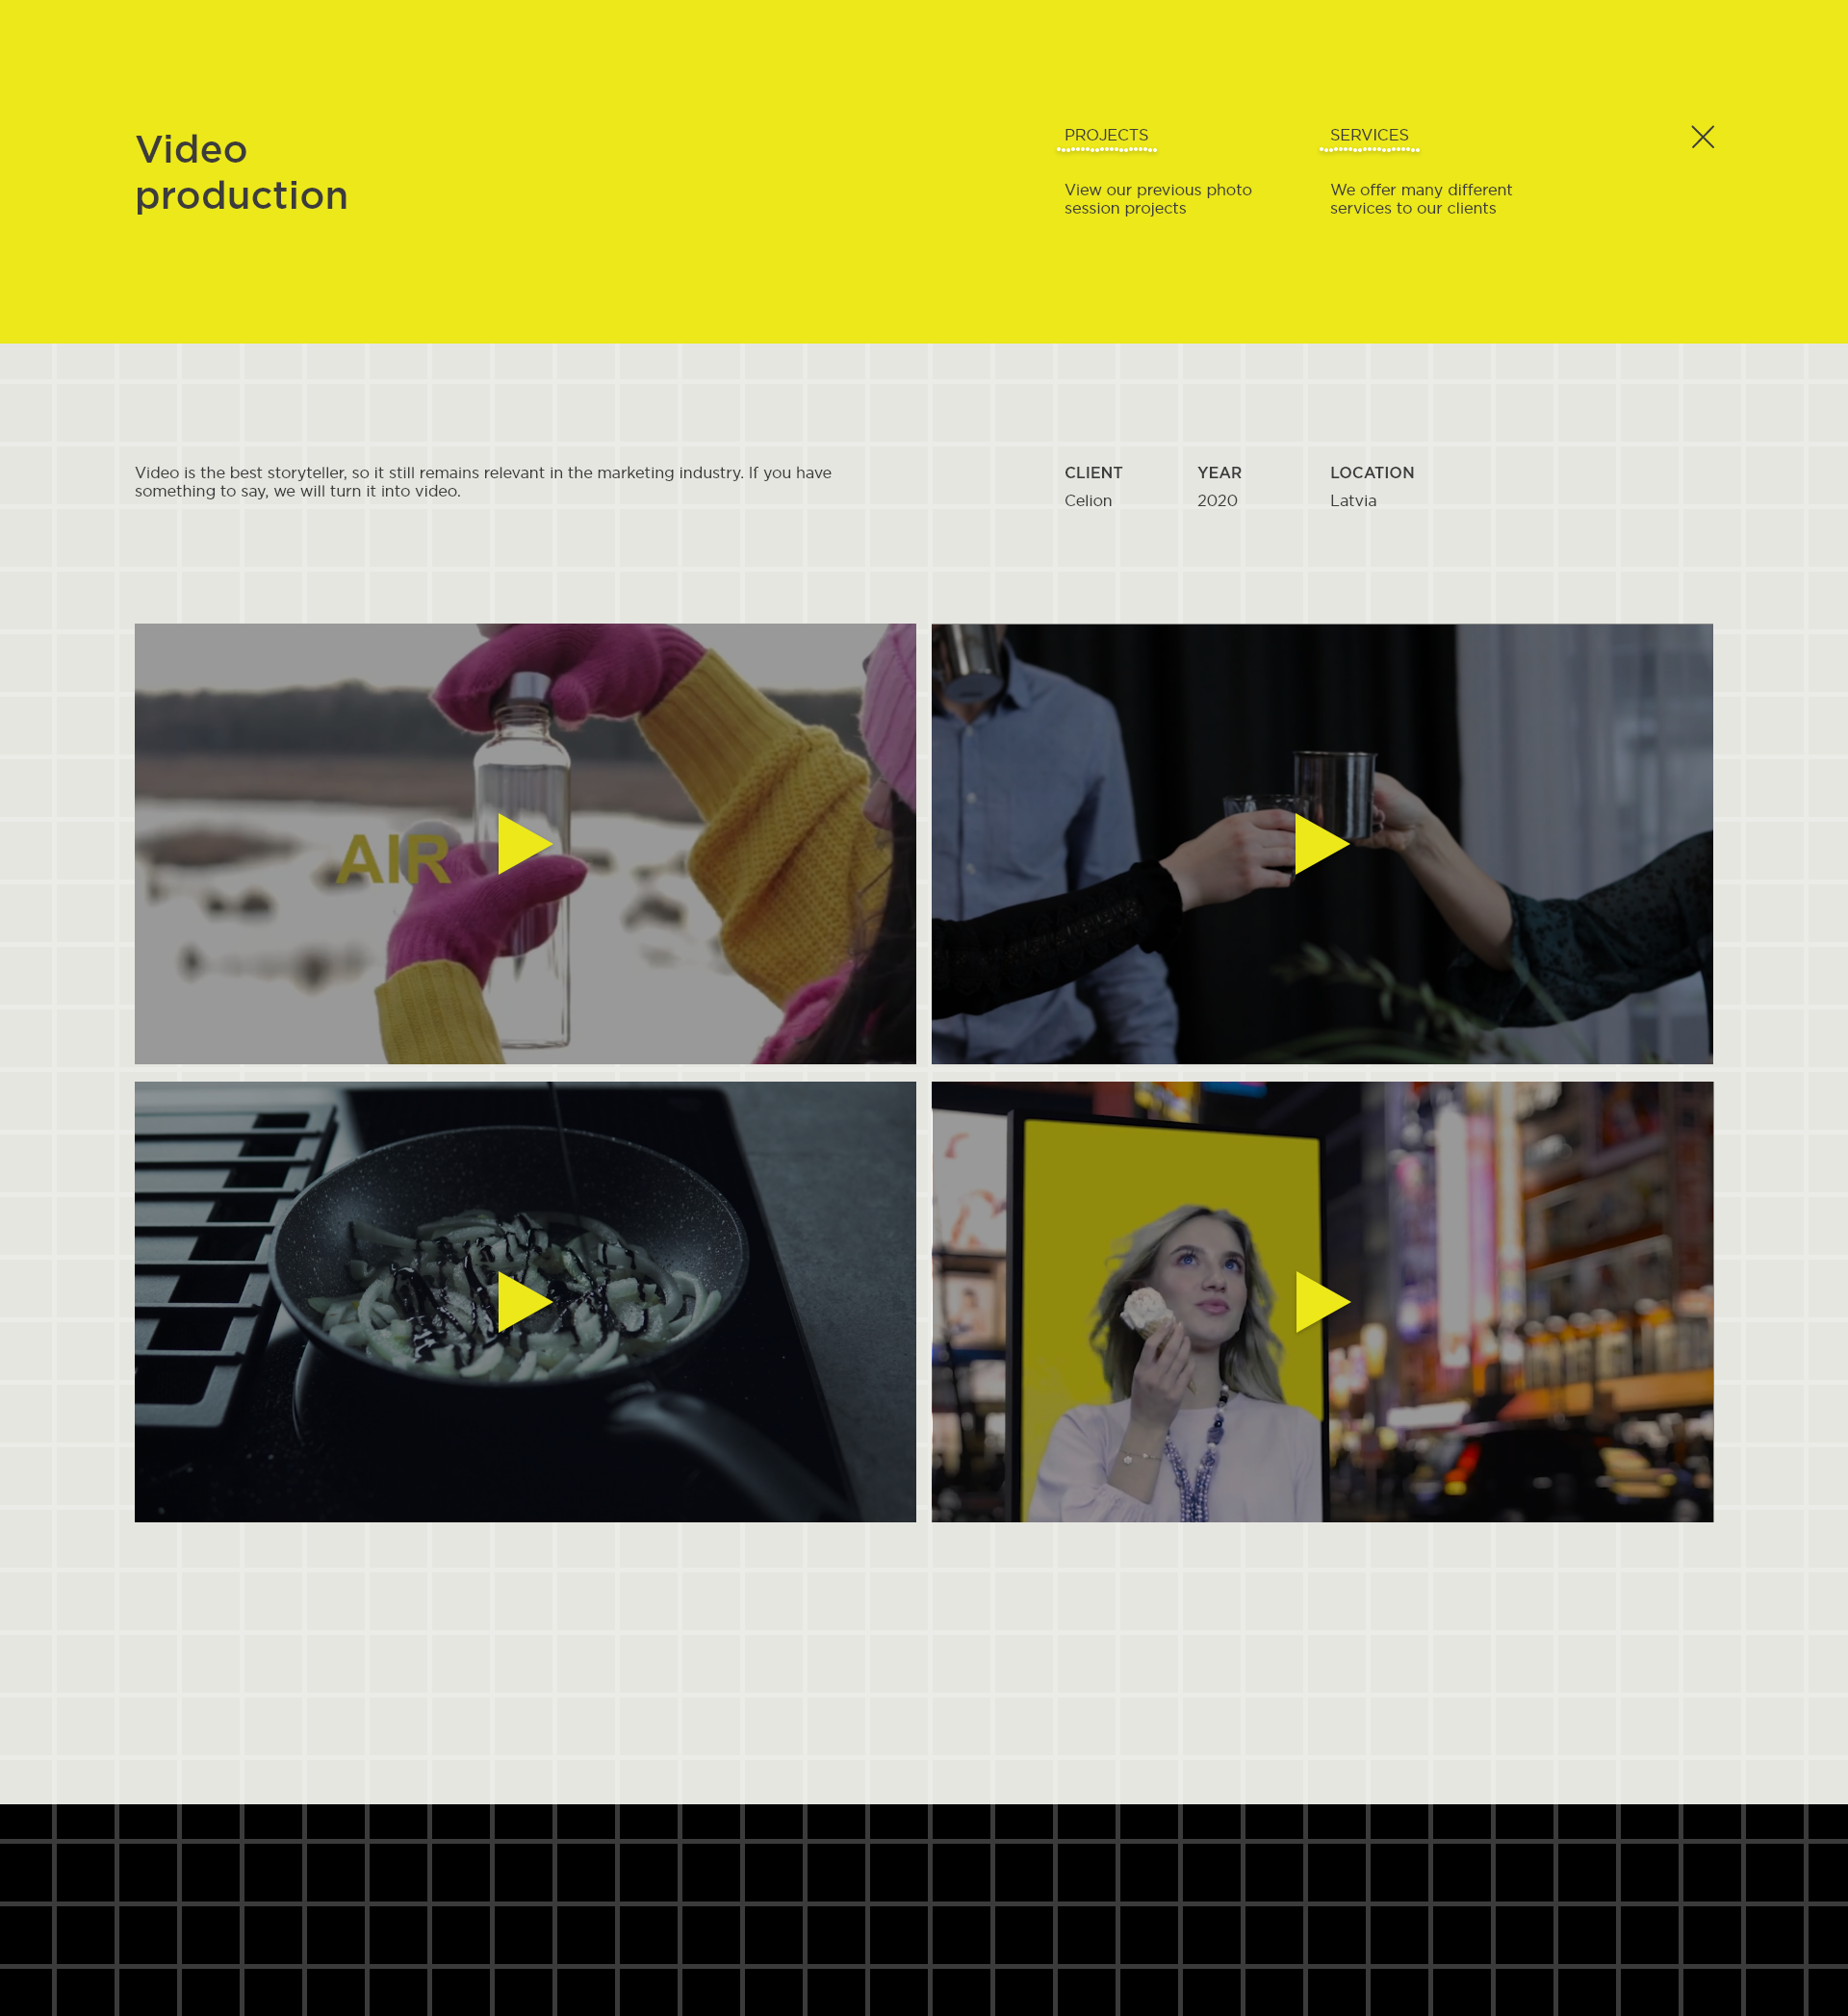 Video
production
PROJECTS
View our previous photo
session projects
SERVICES
We offer many different
services to our clients
Video is the best storyteller, so it still remains relevant in the marketing industry. If you have
something to say, we will turn it into video.
CLIENT
Celion
YEAR
2020
LOCATION
Latvia
AIR